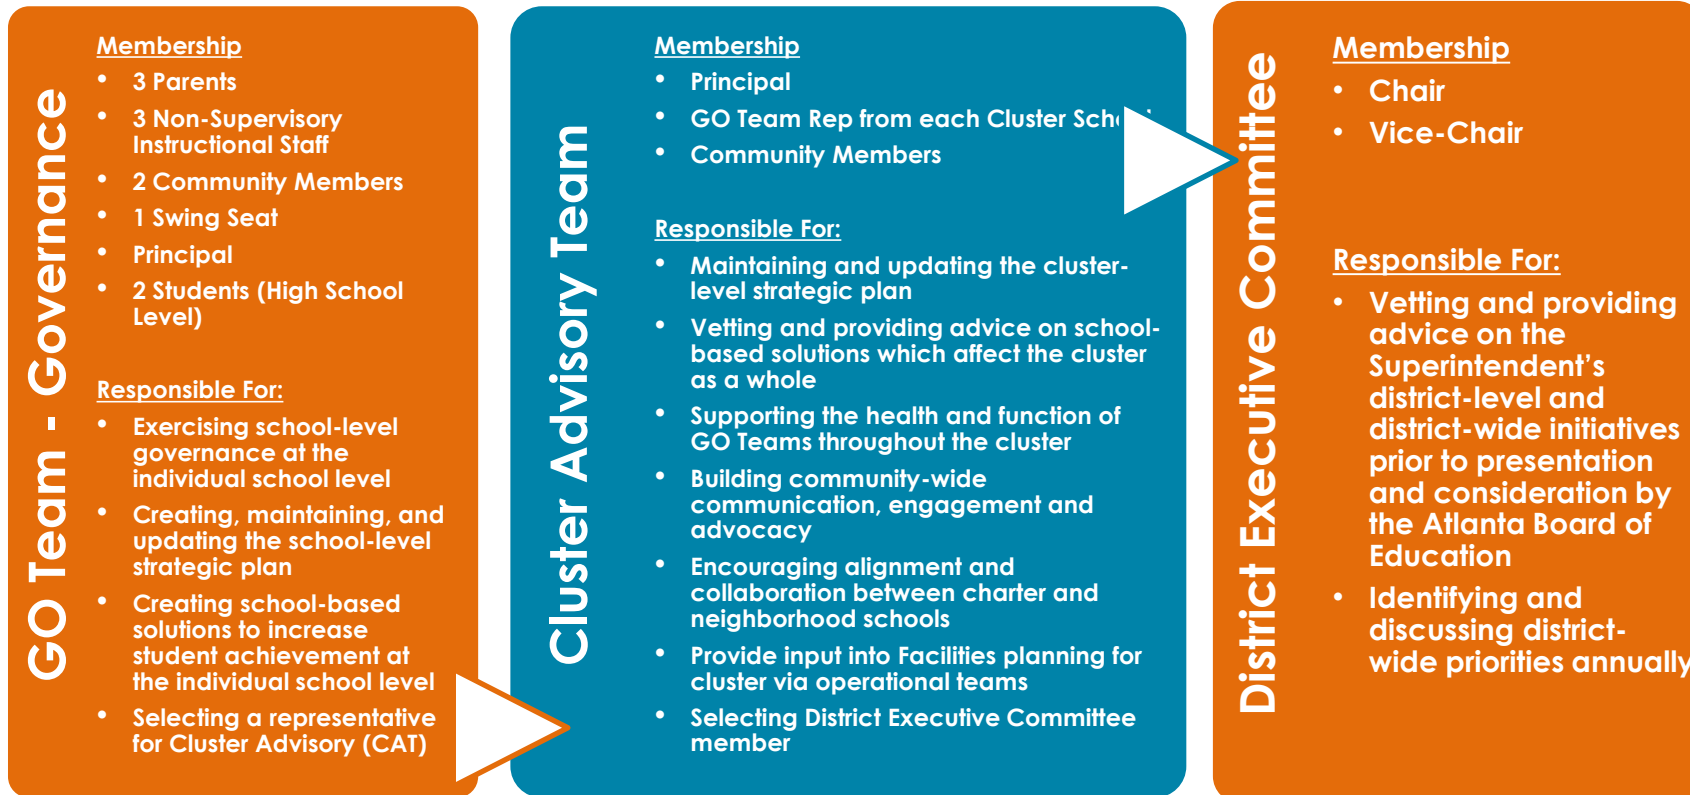 GO Team - Governance
Membership
• 3 Parents
• 3 Non-Supervisory
Instructional Staff
• 2 Community Members
• 1 Swing Seat
• Principal
• 2 Students (High School
Level)
Responsible For:
• Exercising school-level
governance at the
individual school level
• Creating, maintaining, and
updating the school-level
strategic plan
• Creating school-based
solutions to increase
student achievement at
the individual school level
• Selecting a representative
for Cluster Advisory (CAT)
Cluster Advisory Team
Membership
• Principal
• GO Team Rep from each Cluster
• Community Members
Responsible For:
• Maintaining and updating the cluster-
level strategic plan
• Vetting and providing advice on school-
based solutions which affect the cluster
as a whole
• Supporting the health and function of
GO Teams throughout the cluster
• Building community-wide
communication, engagement and
advocacy
• Encouraging alignment and
collaboration between charter and
neighborhood schools
• Provide input into Facilities planning for
cluster via operational teams
• Selecting District Executive Committee
member
District Executive Committee
Membership
• Chair
• Vice-Chair
Responsible For:
• Vetting and providing
advice on the
Superintendent's
district-level and
district-wide initiatives
prior to presentation
and consideration by
the Atlanta Board of
Education
• Identifying and
discussing district-
wide priorities annually